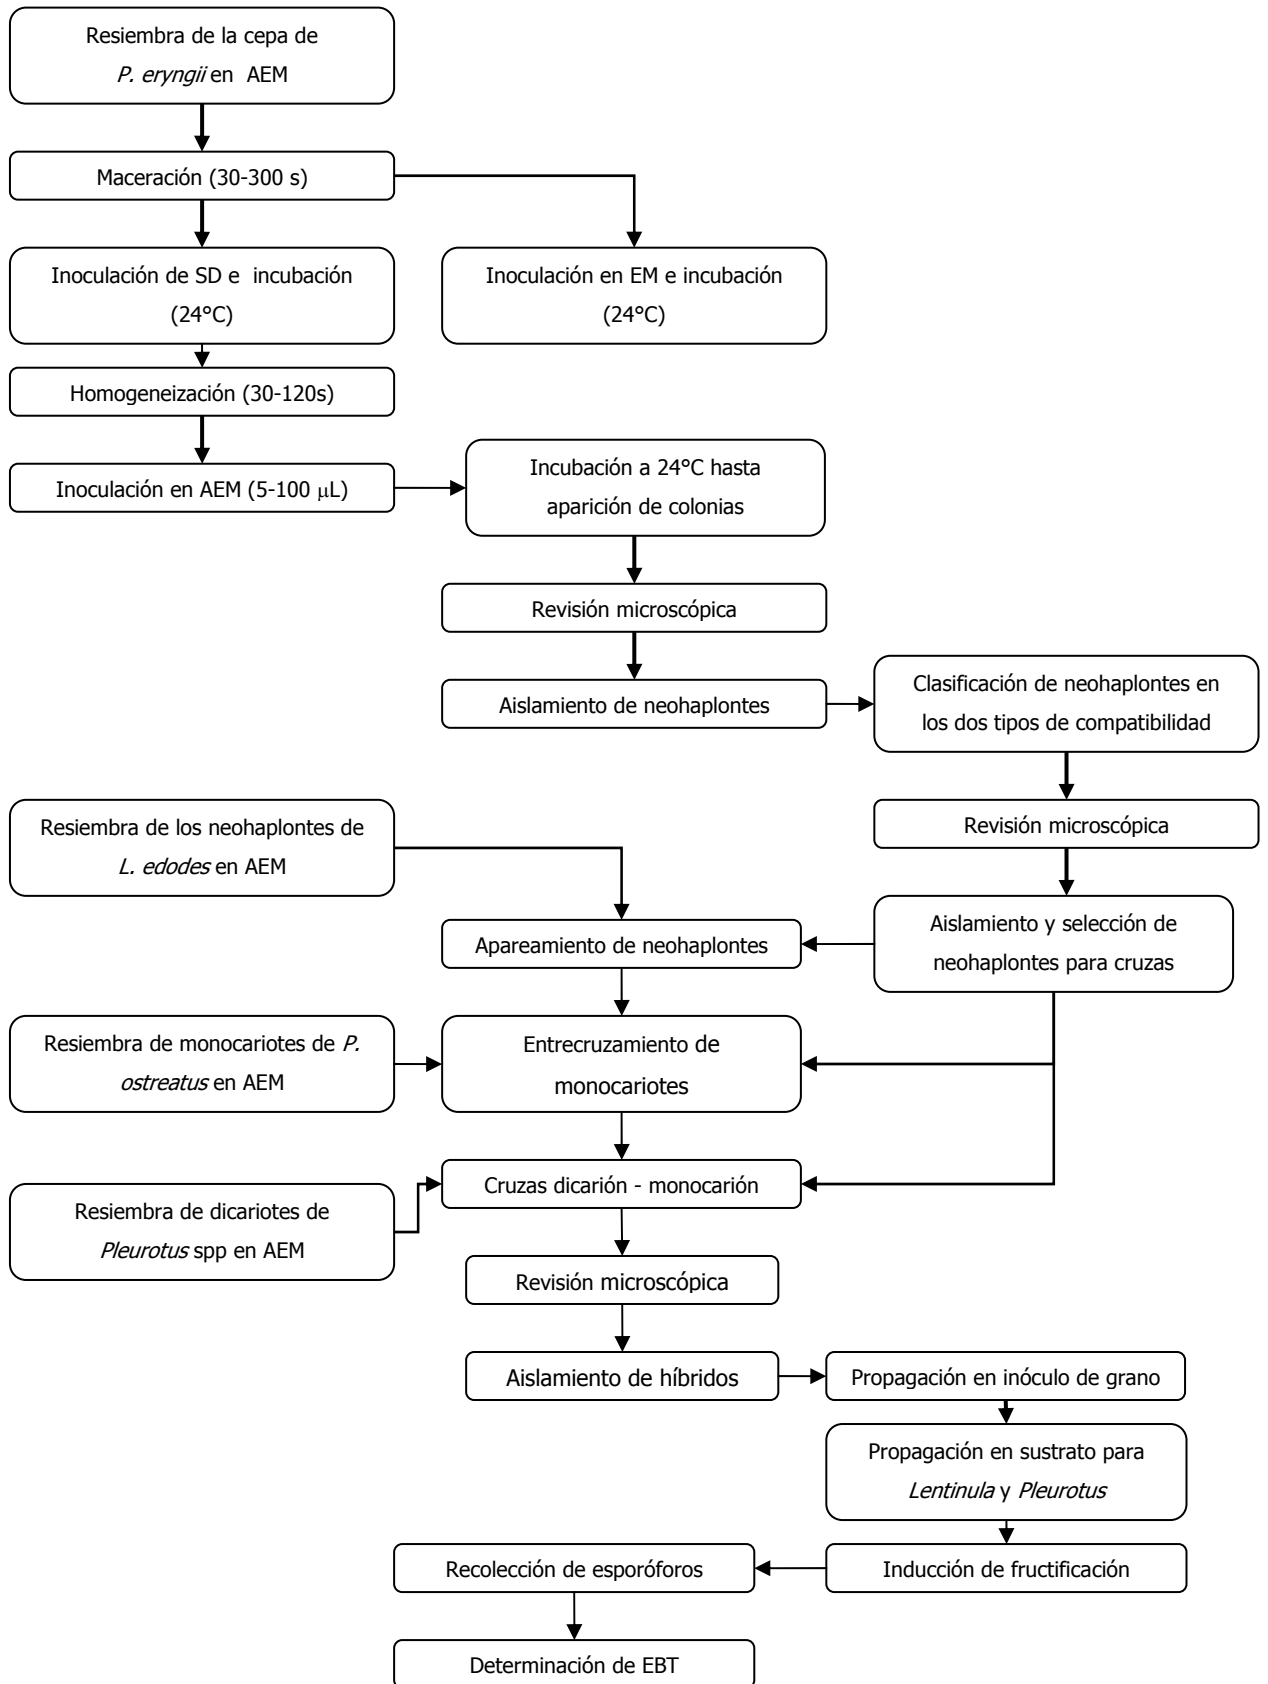 Resiembra de la cepa de
P. eryngii en AEM
Maceración (30-300 s)
Inoculación de SD e incubación
(24°C)
Inoculación en EM e incubación
(24°C)
Homogeneización (30-120s)
Inoculación en AEM (5-100 µL)
Incubación a 24°C hasta
aparición de colonias
Revisión microscópica
Aislamiento de neohaplontes
Clasificación de neohaplontes en
los dos tipos de compatibilidad
Revisión microscópica
Resiembra de los neohaplontes de
L. edodes en AEM
Aislamiento y selección de
neohaplontes para cruzas
Apareamiento de neohaplontes
Resiembra de monocariotes de P.
ostreatus en AEM
Entrecruzamiento de
monocariotes
Cruzas dicarión - monocarión
Resiembra de dicariotes de
Pleurotus spp en AEM
Revisión microscópica
Aislamiento de híbridos
Propagación en inóculo de grano
Propagación en sustrato para
Lentinula y Pleurotus
Inducción de fructificación
Recolección de esporóforos
Determinación de EBT